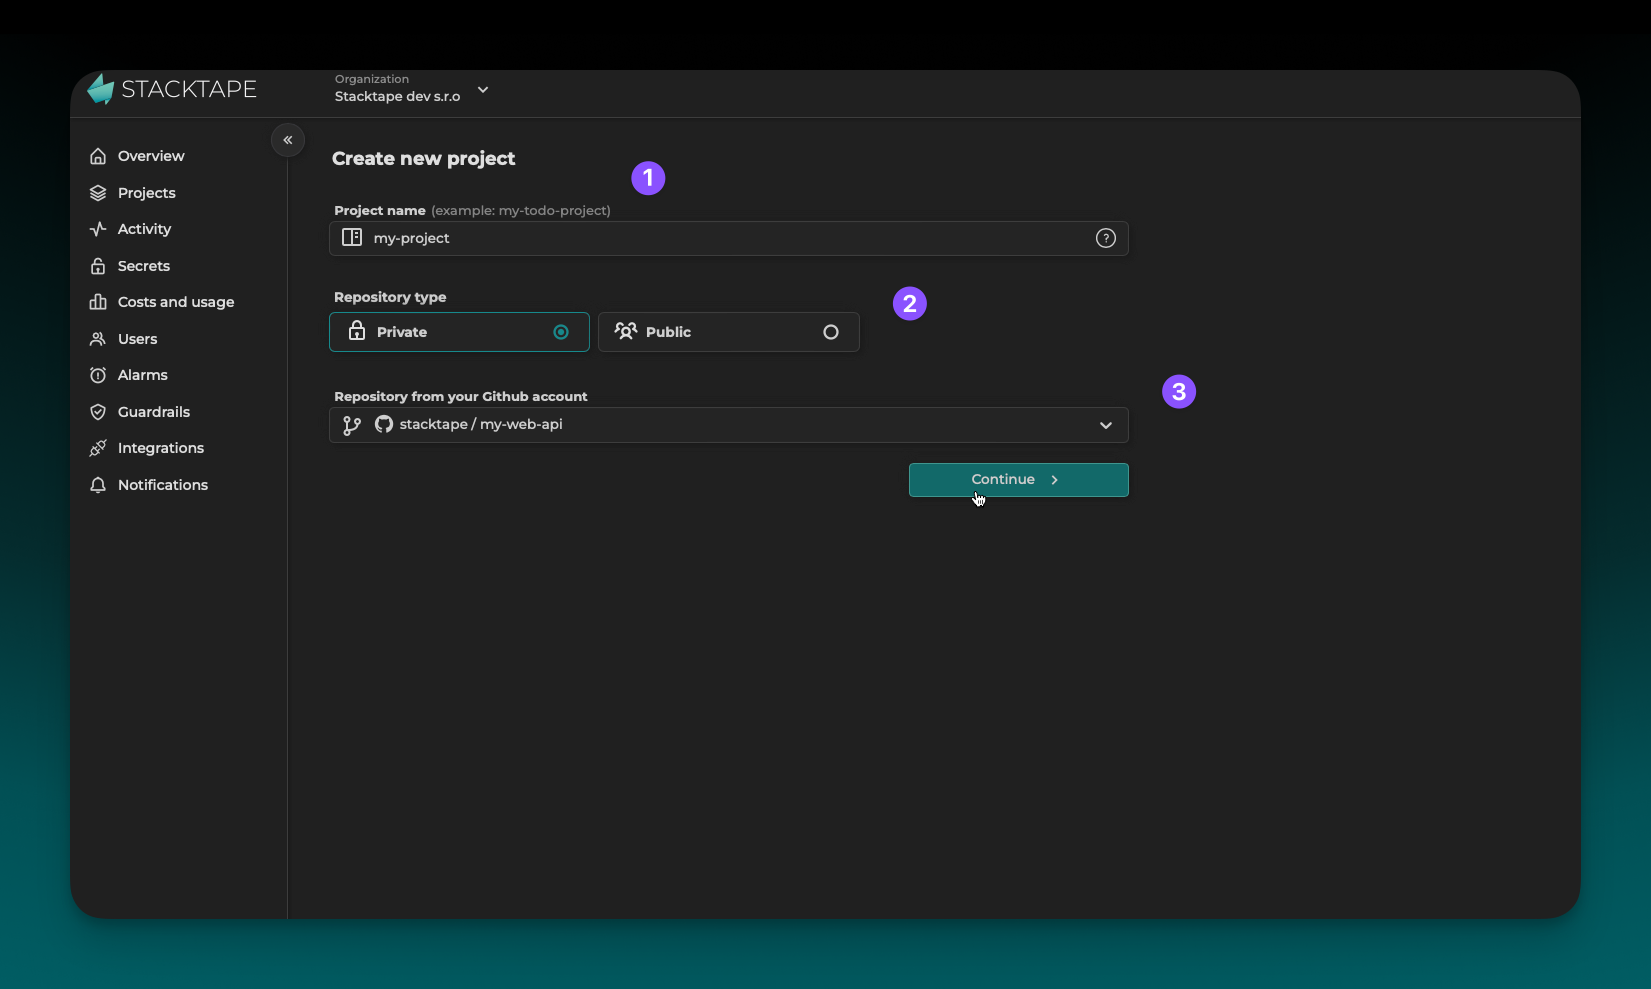 STACKTAPE
Organization
Stacktape dev s.r.o
Overview
Projects
Activity
Secrets
Costs and usage
Users
Alarms
Guardrails
Integrations
Notifications
Create new project
1
Project name (example: my-todo-project)
my-project
?
Repository type
2
Private
Public
3
Repository from your Github account
stacktape / my-web-api
Continue